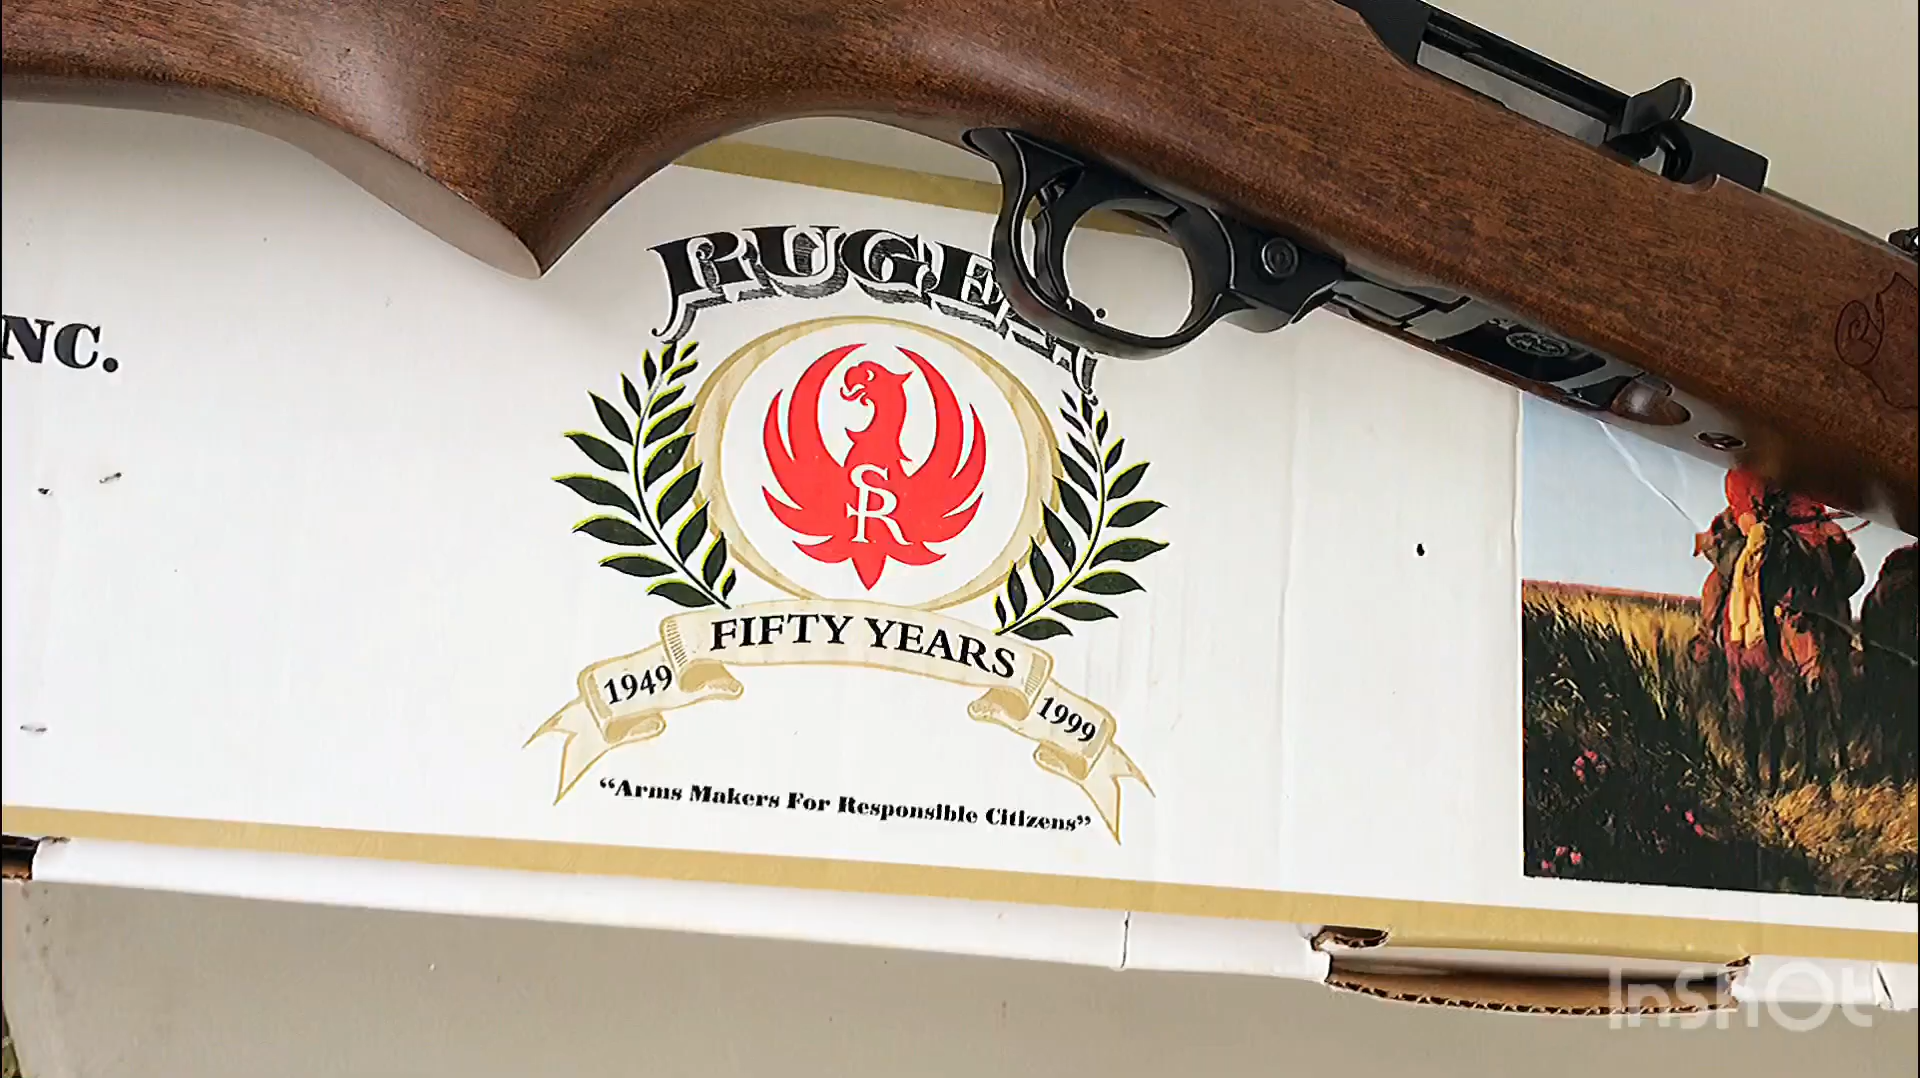 NC.
RUGER
SR
FIFTY YEARS
1949
1999
“Arms Makers For Responsible Citizens”
InShOt